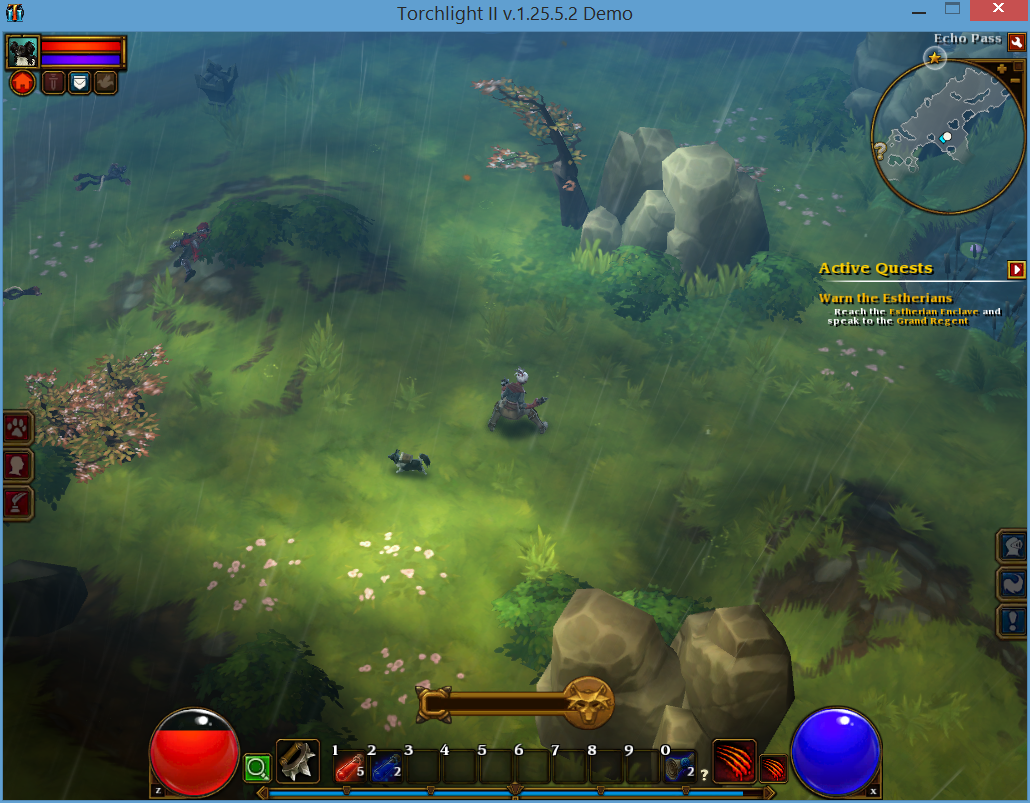 Torchlight II v.1.25.5.2 Demo
Echo Pass
?
Active Quests
Warn the Estherians
Reach the Estherian Enclave and
speak to the Grand Regent
1 2 3 4 5 6 7 8 9 0
5 2 2 ?
z x